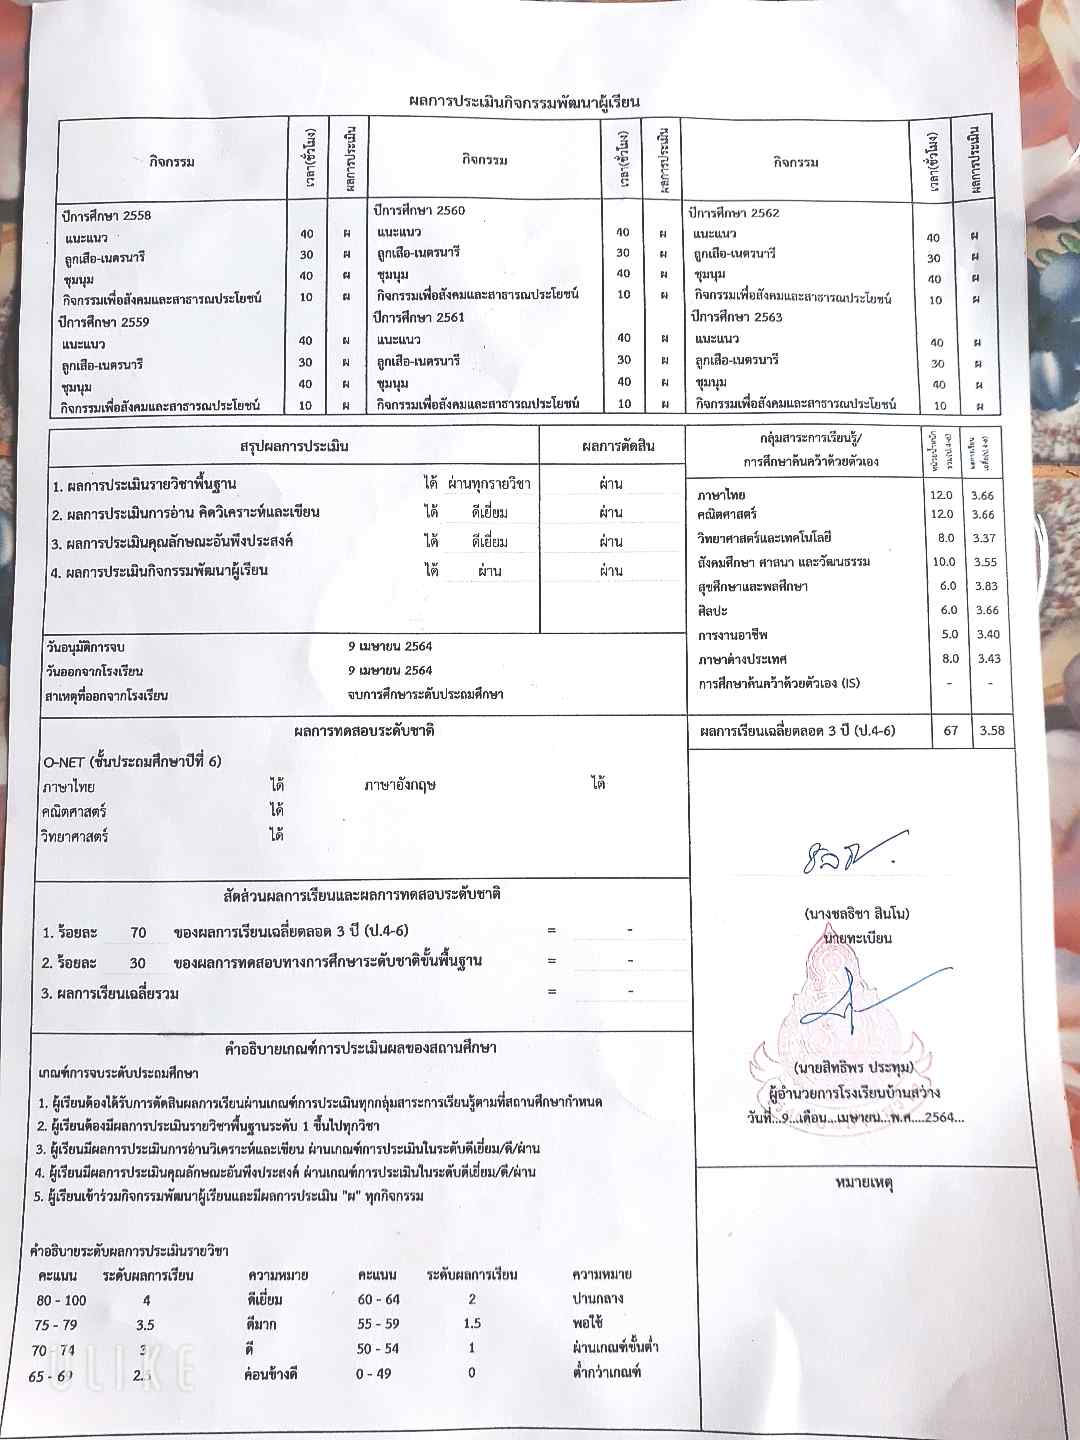 ผลการประเมินกิจกรรมพัฒนาผู้เรียน
กิจกรรม เวลา(ชั่วโมง) ผลการประเมิน กิจกรรม เวลา(ชั่วโมง) ผลการประเมิน กิจกรรม เวลา(ชั่วโมง) ผลการประเมิน
ปีการศึกษา 2558 ปีการศึกษา 2560 ปีการศึกษา 2562
แนะแนว 40 ผ แนะแนว 40 ผ แนะแนว 40 ผ
ลูกเสือ-เนตรนารี 30 ผ ลูกเสือ-เนตรนารี 30 ผ ลูกเสือ-เนตรนารี 30 ผ
ชุมนุม 40 ผ ชุมนุม 40 ผ ชุมนุม 40 ผ
กิจกรรมเพื่อสังคมและสาธารณประโยชน์ 10 ผ กิจกรรมเพื่อสังคมและสาธารณประโยชน์ 10 ผ กิจกรรมเพื่อสังคมและสาธารณประโยชน์ 10 ผ
ปีการศึกษา 2559 ปีการศึกษา 2561 ปีการศึกษา 2563
แนะแนว 40 ผ แนะแนว 40 ผ แนะแนว 40 ผ
ลูกเสือ-เนตรนารี 30 ผ ลูกเสือ-เนตรนารี 30 ผ ลูกเสือ-เนตรนารี 30 ผ
ชุมนุม 40 ผ ชุมนุม 40 ผ ชุมนุม 40 ผ
กิจกรรมเพื่อสังคมและสาธารณประโยชน์ 10 ผ กิจกรรมเพื่อสังคมและสาธารณประโยชน์ 10 ผ กิจกรรมเพื่อสังคมและสาธารณประโยชน์ 10 ผ
สรุปผลการประเมิน ผลการตัดสิน
1. ผลการประเมินรายวิชาพื้นฐาน ได้ ผ่านทุกรายวิชา ผ่าน
2. ผลการประเมินการอ่าน คิดวิเคราะห์และเขียน ได้ ดีเยี่ยม ผ่าน
3. ผลการประเมินคุณลักษณะอันพึงประสงค์ ได้ ดีเยี่ยม ผ่าน
4. ผลการประเมินกิจกรรมพัฒนาผู้เรียน ได้ ผ่าน ผ่าน
วันอนุมัติการจบ 9 เมษายน 2564
วันออกจากโรงเรียน 9 เมษายน 2564
สาเหตุที่ออกจากโรงเรียน จบการศึกษาระดับประถมศึกษา
กลุ่มสาระการเรียนรู้/
การศึกษาค้นคว้าด้วยตัวเอง
หน่วย/น้ำหนัก
รวม(ป.4-6)
ผลการเรียน
เฉลี่ย(ป.4-6)
ภาษาไทย 12.0 3.66
คณิตศาสตร์ 12.0 3.66
วิทยาศาสตร์และเทคโนโลยี 8.0 3.37
สังคมศึกษา ศาสนา และวัฒนธรรม 10.0 3.55
สุขศึกษาและพลศึกษา 6.0 3.83
ศิลปะ 6.0 3.66
การงานอาชีพ 5.0 3.40
ภาษาต่างประเทศ 8.0 3.43
การศึกษาค้นคว้าด้วยตัวเอง (IS) - -
ผลการเรียนเฉลี่ยตลอด 3 ปี (ป.4-6) 67 3.58
ผลการทดสอบระดับชาติ
O-NET (ชั้นประถมศึกษาปีที่ 6)
ภาษาไทย ได้ ภาษาอังกฤษ ได้
คณิตศาสตร์ ได้
วิทยาศาสตร์ ได้
สัดส่วนผลการเรียนและผลการทดสอบระดับชาติ
1. ร้อยละ 70 ของผลการเรียนเฉลี่ยตลอด 3 ปี (ป.4-6) = -
2. ร้อยละ 30 ของผลการทดสอบทางการศึกษาระดับชาติขั้นพื้นฐาน = -
3. ผลการเรียนเฉลี่ยรวม = -
(นางชลธิชา สินโน)
นายทะเบียน
(นายสิทธิพร ประทุม)
ผู้อำนวยการโรงเรียนบ้านสว่าง
วันที่...9...เดือน...เมษายน...พ.ศ....2564...
หมายเหตุ
คำอธิบายเกณฑ์การประเมินผลของสถานศึกษา
เกณฑ์การจบระดับประถมศึกษา
1. ผู้เรียนต้องได้รับการตัดสินผลการเรียนผ่านเกณฑ์การประเมินทุกกลุ่มสาระการเรียนรู้ตามที่สถานศึกษากำหนด
2. ผู้เรียนต้องมีผลการประเมินรายวิชาพื้นฐานระดับ 1 ขึ้นไปทุกวิชา
3. ผู้เรียนมีผลการประเมินการอ่านวิเคราะห์และเขียน ผ่านเกณฑ์การประเมินในระดับดีเยี่ยม/ดี/ผ่าน
4. ผู้เรียนมีผลการประเมินคุณลักษณะอันพึงประสงค์ ผ่านเกณฑ์การประเมินในระดับดีเยี่ยม/ดี/ผ่าน
5. ผู้เรียนเข้าร่วมกิจกรรมพัฒนาผู้เรียนและมีผลการประเมิน "ผ" ทุกกิจกรรม
คำอธิบายระดับผลการประเมินรายวิชา
คะแนน ระดับผลการเรียน ความหมาย คะแนน ระดับผลการเรียน ความหมาย
80 - 100 4 ดีเยี่ยม 60 - 64 2 ปานกลาง
75 - 79 3.5 ดีมาก 55 - 59 1.5 พอใช้
70 - 74 3 ดี 50 - 54 1 ผ่านเกณฑ์ขั้นต่ำ
65 - 69 2.5 ค่อนข้างดี 0 - 49 0 ต่ำกว่าเกณฑ์
ULIKE